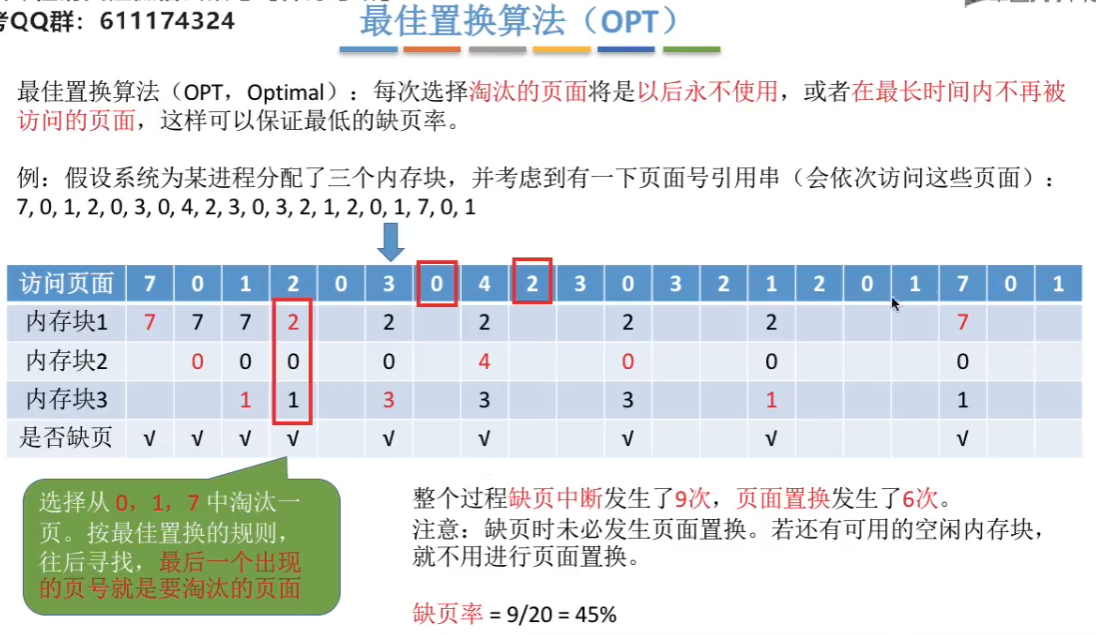 考QQ群：611174324
最佳置换算法（OPT）
最佳置换算法（OPT，Optimal）：每次选择淘汰的页面将是以后永不使用，或者在最长时间内不再被
访问的页面，这样可以保证最低的缺页率。
例：假设系统为某进程分配了三个内存块，并考虑到有一下页面号引用串（会依次访问这些页面）：
7, 0, 1, 2, 0, 3, 0, 4, 2, 3, 0, 3, 2, 1, 2, 0, 1, 7, 0, 1
访问页面 7 0 1 2 0 3 0 4 2 3 0 3 2 1 2 0 1 7 0 1
内存块1 7 7 7 2 2 2 2 2 7
内存块2 0 0 0 0 4 0 0 0
内存块3 1 1 3 3 3 1 1
是否缺页 √ √ √ √ √ √ √ √ √
选择从 0，1，7 中淘汰一
页。按最佳置换的规则，
往后寻找，最后一个出现
的页号就是要淘汰的页面
整个过程缺页中断发生了9次，页面置换发生了6次。
注意：缺页时未必发生页面置换。若还有可用的空闲内存块，
就不用进行页面置换。
缺页率 = 9/20 = 45%